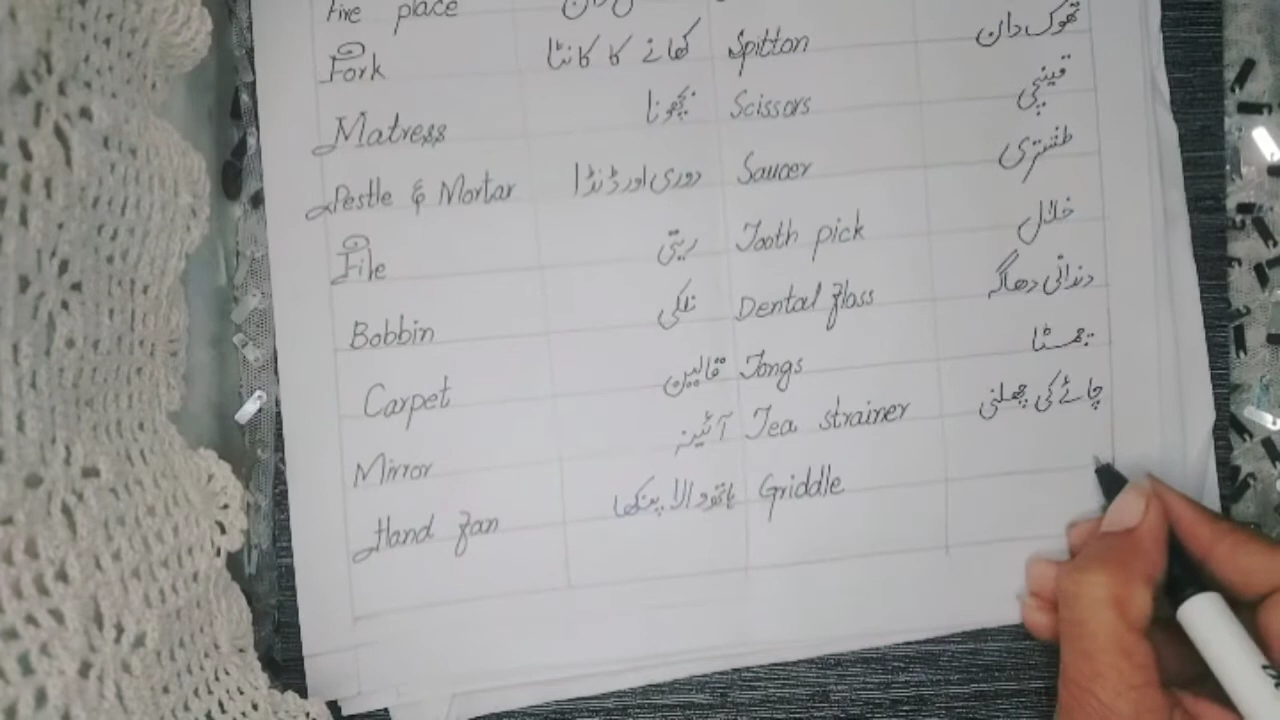 Fire place
Fork کھانے کا کانٹا Spitton تھوک دان
Matress بچھونا Scissors قینچی
Pestle & Mortar دوری اور ڈنڈا Saucer طشتری
File ریتی Tooth pick خلال
Bobbin نلکی Dental floss دندانی دھاگہ
Carpet قالین Tongs چمٹا
Mirror آئینہ Tea strainer چائے کی چھلنی
Hand fan ہاتھ والا پنکھا Griddle